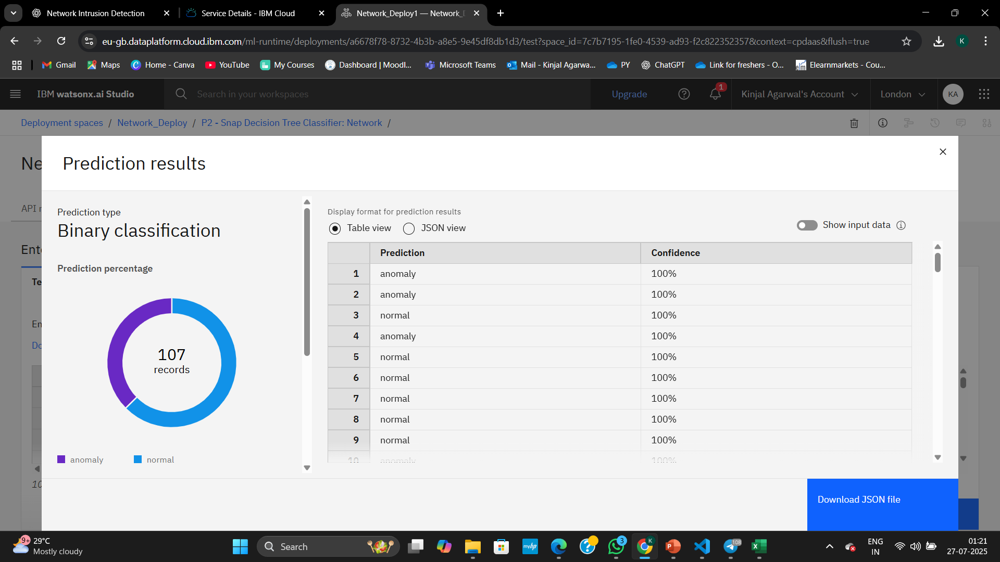 Network Intrusion Detection
Service Details - IBM Cloud
Network_Deploy1 — Network_
eu-gb.dataplatform.cloud.ibm.com/ml-runtime/deployments/a6678f78-8732-4b3b-a8e5-9e45df8db1d3/test?space_id=7c7b7195-1fe0-4539-ad93-f2c822352357&context=cpdaas&flush=true
K
Gmail
Maps
Home - Canva
YouTube
My Courses
Dashboard | Moodl...
Microsoft Teams
Mail - Kinjal Agarwa...
PY
ChatGPT
Link for freshers - O...
Elearnmarkets - Cou...
IBM watsonx.ai Studio
Search in your workspaces
Upgrade
1
Kinjal Agarwal's Account
London
KA
Deployment spaces / Network_Deploy / P2 - Snap Decision Tree Classifier: Network /
Ne
Prediction results
API r
Ente
Te
En
Do
10
Prediction type
Binary classification
Prediction percentage
107
records
anomaly
normal
Display format for prediction results
Table view
JSON view
Show input data
Prediction Confidence
1 anomaly 100%
2 anomaly 100%
3 normal 100%
4 anomaly 100%
5 normal 100%
6 normal 100%
7 normal 100%
8 normal 100%
9 normal 100%
10 anomaly 100%
Download JSON file
9+
29°C
Mostly cloudy
Search
myhp
3
K
108
ENG
IN
01:21
27-07-2025